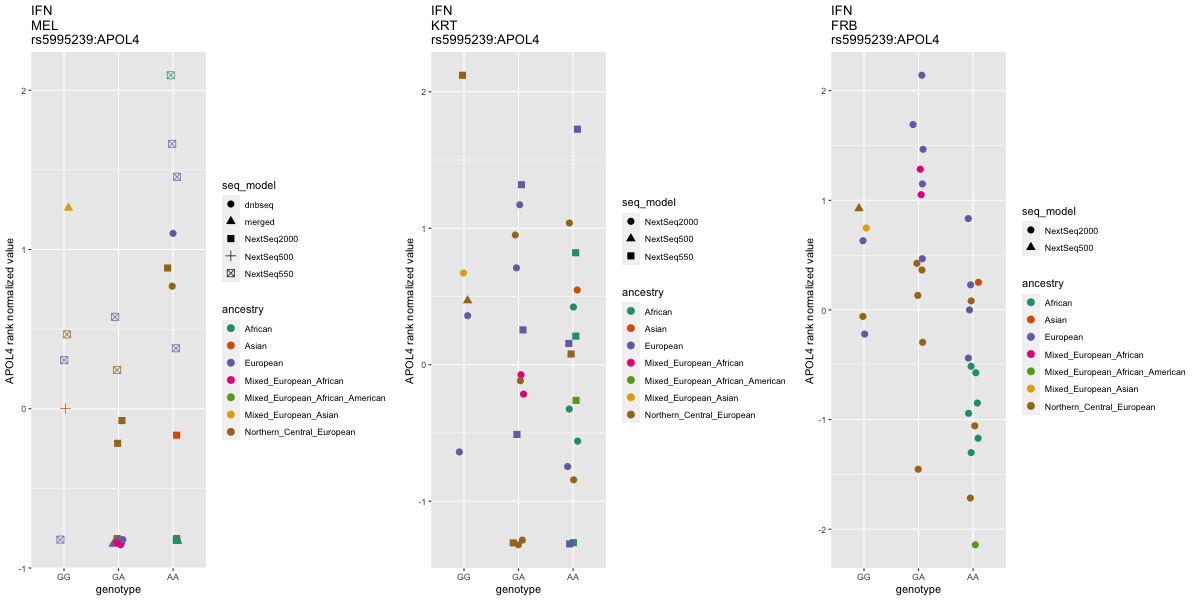 IFN
MEL
rs5995239:APOL4
APOL4 rank normalized value
2
1
0
-1
GG
GA
AA
genotype
seq_model
dnbseq
merged
NextSeq2000
NextSeq500
NextSeq550
ancestry
African
Asian
European
Mixed_European_African
Mixed_European_African_American
Mixed_European_Asian
Northern_Central_European
IFN
KRT
rs5995239:APOL4
APOL4 rank normalized value
2
1
0
-1
GG
GA
AA
genotype
seq_model
NextSeq2000
NextSeq500
NextSeq550
ancestry
African
Asian
European
Mixed_European_African
Mixed_European_African_American
Mixed_European_Asian
Northern_Central_European
IFN
FRB
rs5995239:APOL4
APOL4 rank normalized value
2
1
0
-1
-2
GG
GA
AA
genotype
seq_model
NextSeq2000
NextSeq500
ancestry
African
Asian
European
Mixed_European_African
Mixed_European_African_American
Mixed_European_Asian
Northern_Central_European